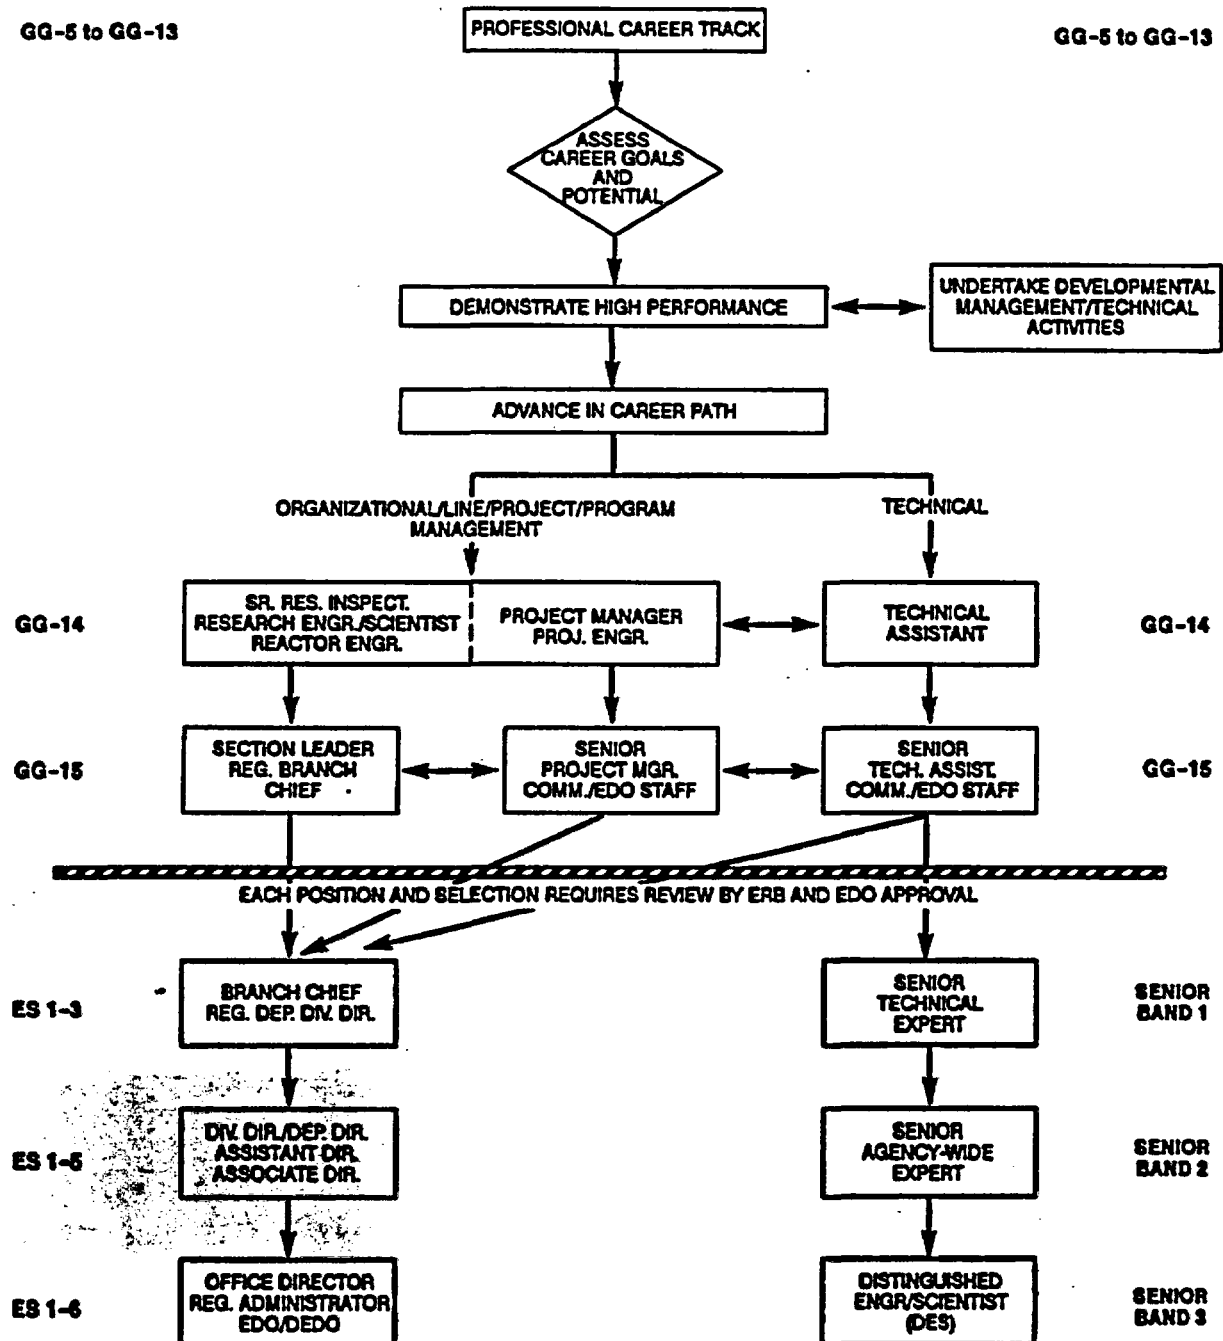 GG-5 to GG-13
PROFESSIONAL CAREER TRACK
GG-5 to GG-13
ASSESS
CAREER GOALS
AND
POTENTIAL
DEMONSTRATE HIGH PERFORMANCE
UNDERTAKE DEVELOPMENTAL
MANAGEMENT/TECHNICAL
ACTIVITIES
ADVANCE IN CAREER PATH
ORGANIZATIONAL/LINE/PROJECT/PROGRAM
MANAGEMENT
TECHNICAL
GG-14
SR. RES. INSPECT.
RESEARCH ENGR./SCIENTIST
REACTOR ENGR.
PROJECT MANAGER
PROJ. ENGR.
TECHNICAL
ASSISTANT
GG-14
GG-15
SECTION LEADER
REG. BRANCH
CHIEF
SENIOR
PROJECT MGR.
COMM./EDO STAFF
SENIOR
TECH. ASSIST.
COMM./EDO STAFF
GG-15
EACH POSITION AND SELECTION REQUIRES REVIEW BY ERB AND EDO APPROVAL
ES 1-3
BRANCH CHIEF
REG. DEP. DIV. DIR.
SENIOR
TECHNICAL
EXPERT
SENIOR
BAND 1
ES 1-5
DIV. DIR./DEP. DIR.
ASSISTANT DIR.
ASSOCIATE DIR.
SENIOR
AGENCY-WIDE
EXPERT
SENIOR
BAND 2
ES 1-6
OFFICE DIRECTOR
REG. ADMINISTRATOR
EDO/DEDO
DISTINGUISHED
ENGR/SCIENTIST
(DES)
SENIOR
BAND 3